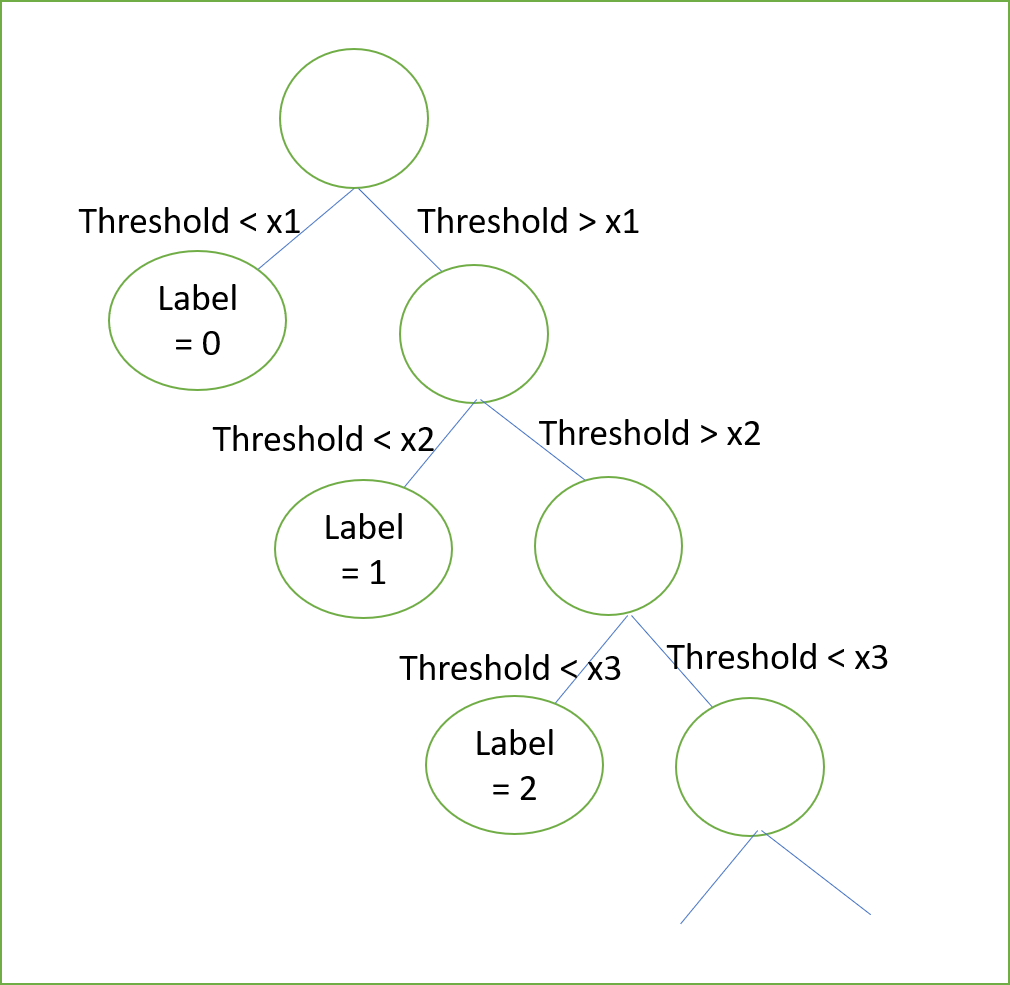 Threshold < x1
Threshold > x1
Label
= 0
Threshold < x2
Threshold > x2
Label
= 1
Threshold < x3
Threshold < x3
Label
= 2